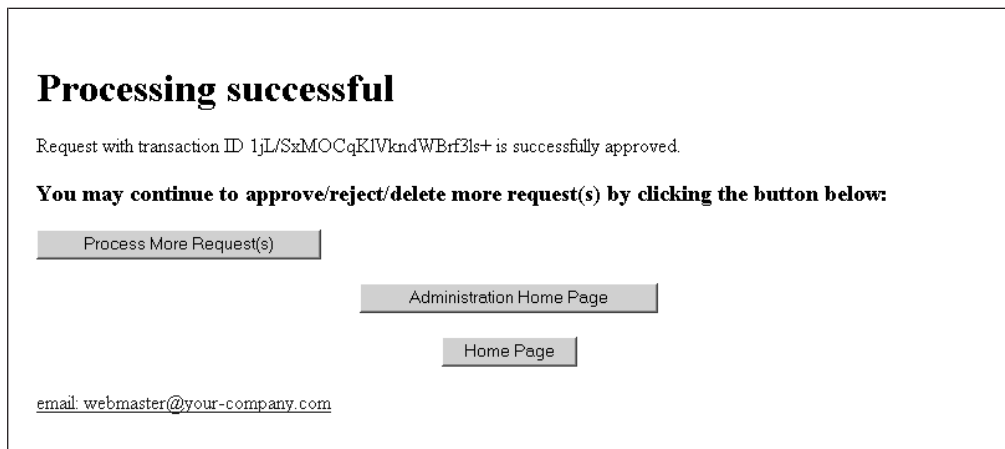 Processing successful
Request with transaction ID 1jL/SxMOCqKlVkndWBrf3ls+ is successfully approved.
You may continue to approve/reject/delete more request(s) by clicking the button below:
Process More Request(s)
Administration Home Page
Home Page
email: webmaster@your-company.com